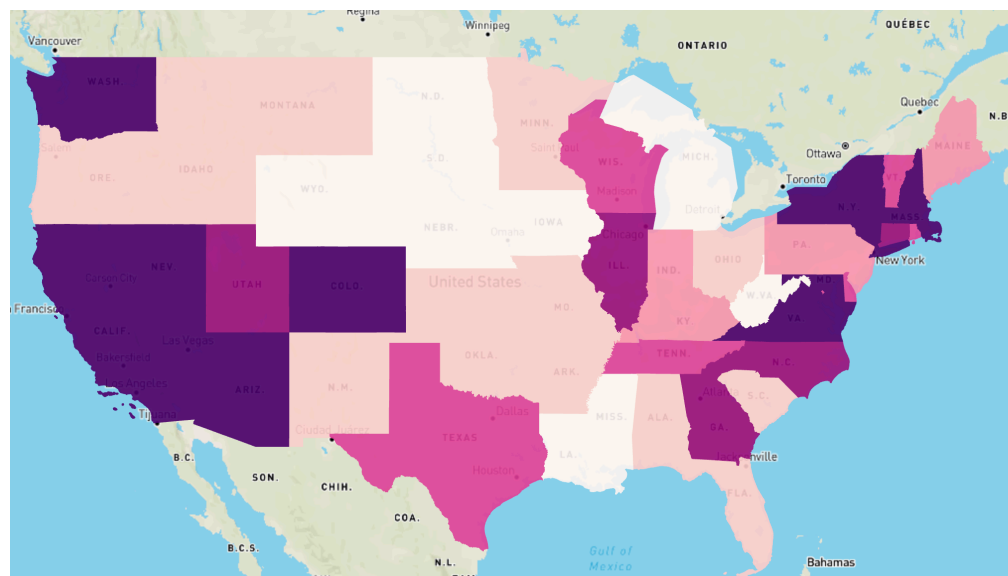 Regina
Winnipeg
QUÉBEC
Vancouver
ONTARIO
WASH
N.D.
MONTANA
Québec
N.B
MINN.
Ottawa
MAINE
Salem
Saint Paul
MICH.
VT.
S.D.
WIS.
IDAHO
Toronto
ORE.
WYO.
Madison
N.Y.
MASS
Detroit
IOWA
NEBR.
Omaha
Chicago
PA.
New York
NEV.
OHIO
ILL.
IND.
Carson City
UTAH
COLO.
United States
MD.
San Francisco
W.VA
MO.
VA.
CALIF.
KY.
Las Vegas
N.C.
Bakersfield
OKLA.
TENN.
ARK.
Los Angeles
ARIZ.
N.M.
Atlanta
S.C.
Tijuana
Dallas
MISS.
ALA.
Ciudad Juárez
GA.
TEXAS
B.C.
LA.
Jacksonville
Houston
SON.
CHIH.
FLA.
COA.
B.C.S.
Gulf of
Mexico
N.L.
Bahamas